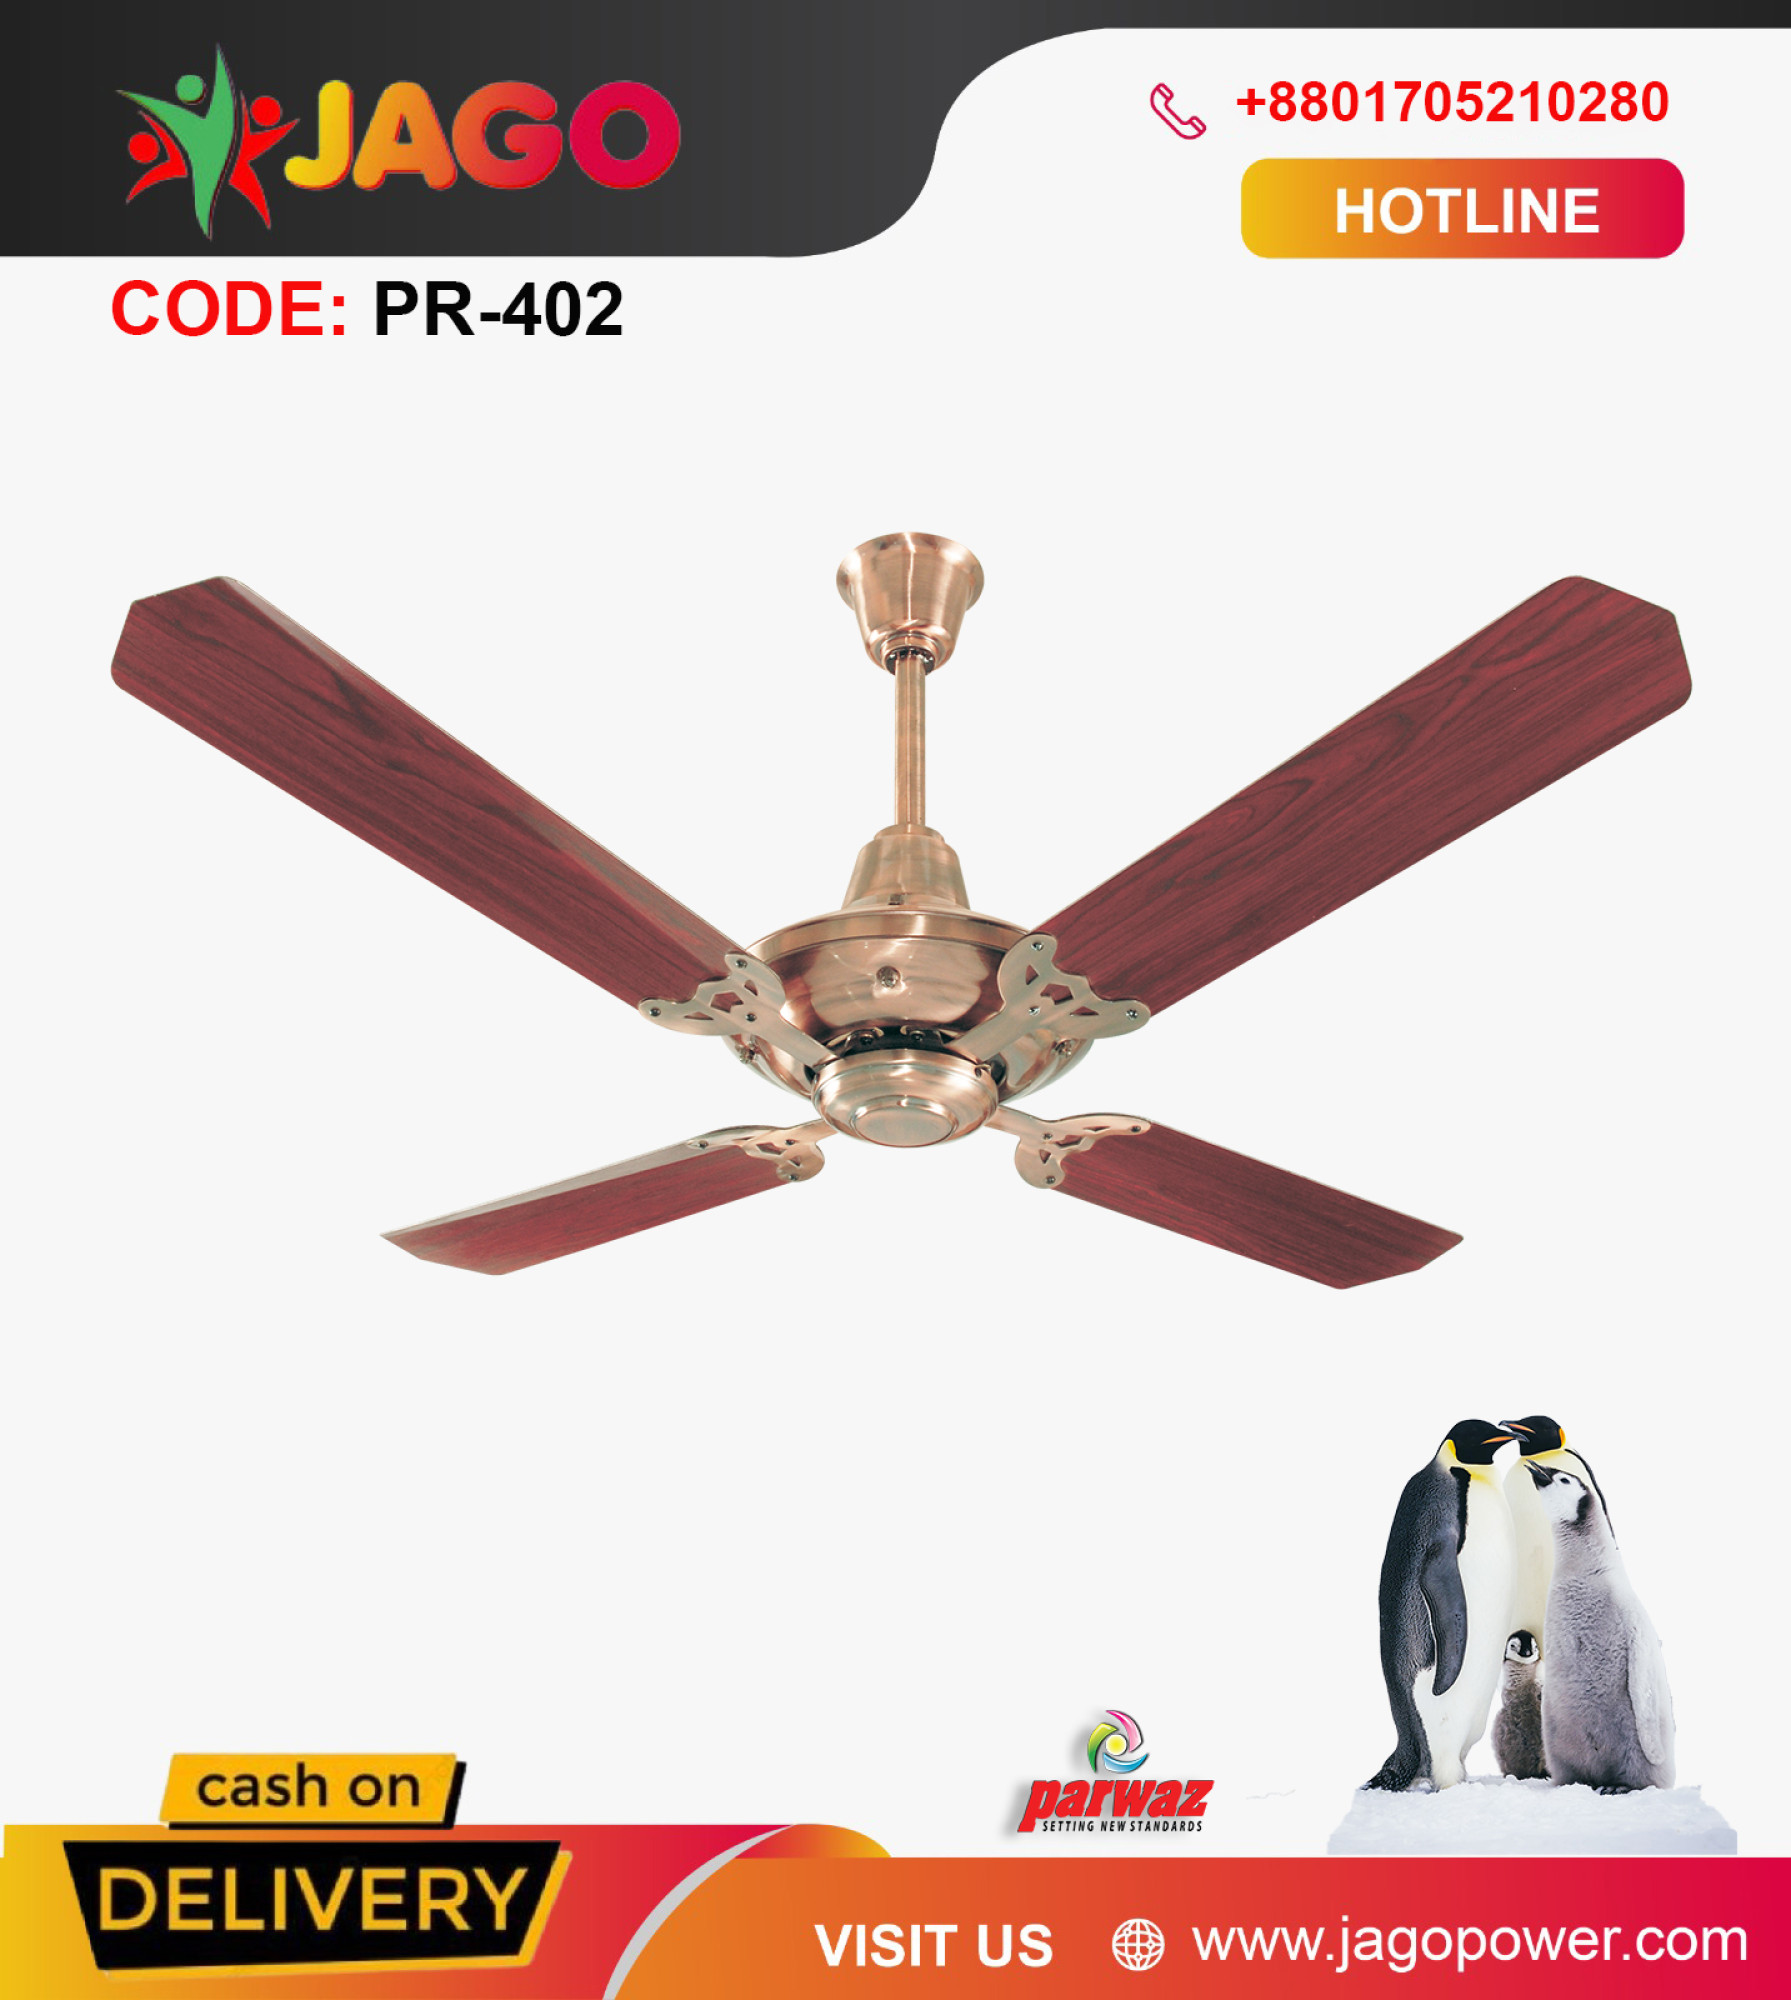 JAGO
+8801705210280
HOTLINE
CODE: PR-402
parwaz
SETTING NEW STANDARDS
cash on
DELIVERY
VISIT US www.jagopower.com